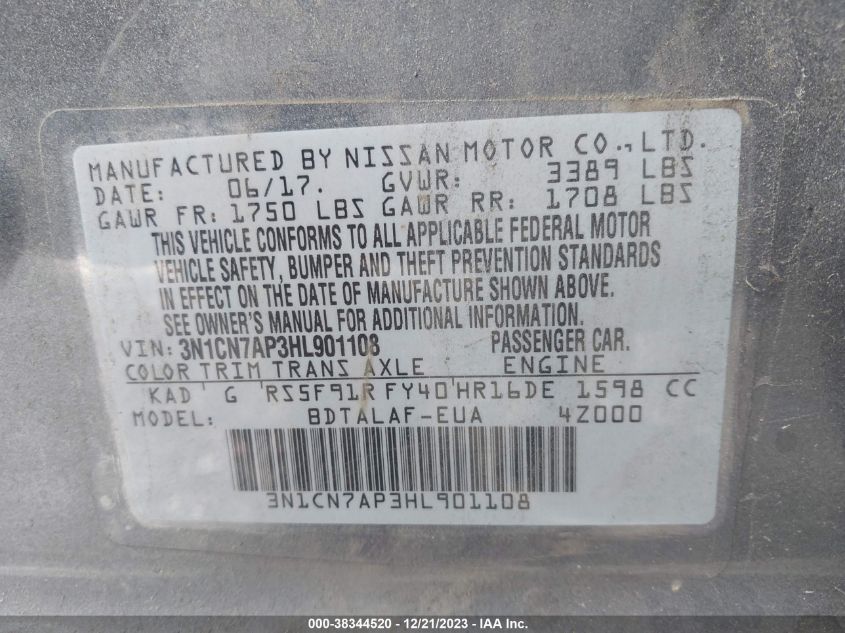 MANUFACTURED BY NISSAN MOTOR CO., LTD.
DATE: 06/17. GVWR: 3389 LBS
GAWR FR: 1750 LBS GAWR RR: 1708 LBS
THIS VEHICLE CONFORMS TO ALL APPLICABLE FEDERAL MOTOR
VEHICLE SAFETY, BUMPER AND THEFT PREVENTION STANDARDS
IN EFFECT ON THE DATE OF MANUFACTURE SHOWN ABOVE.
SEE OWNER'S MANUAL FOR ADDITIONAL INFORMATION.
VIN: 3N1CN7AP3HL901108 PASSENGER CAR.
COLOR TRIM TRANS AXLE ENGINE
KAD G RS5F91R FY40 HR16DE 1598 CC
MODEL: BDTALAF-EUA 4Z000
3N1CN7AP3HL901108
000-38344520 - 12/21/2023 - IAA Inc.